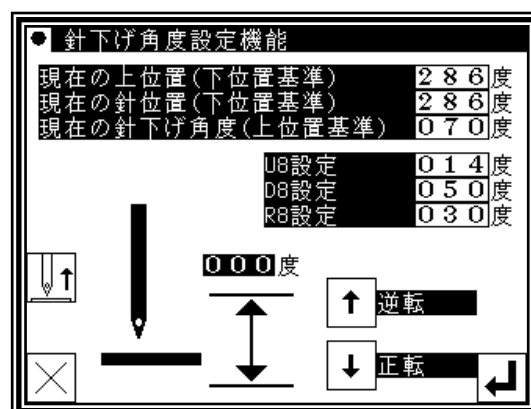 ● 針下げ角度設定機能
現在の上位置(下位置基準) 286度
現在の針位置(下位置基準) 286度
現在の針下げ角度(上位置基準) 070度
U8設定 014度
D8設定 050度
R8設定 030度
000度
逆転
正転